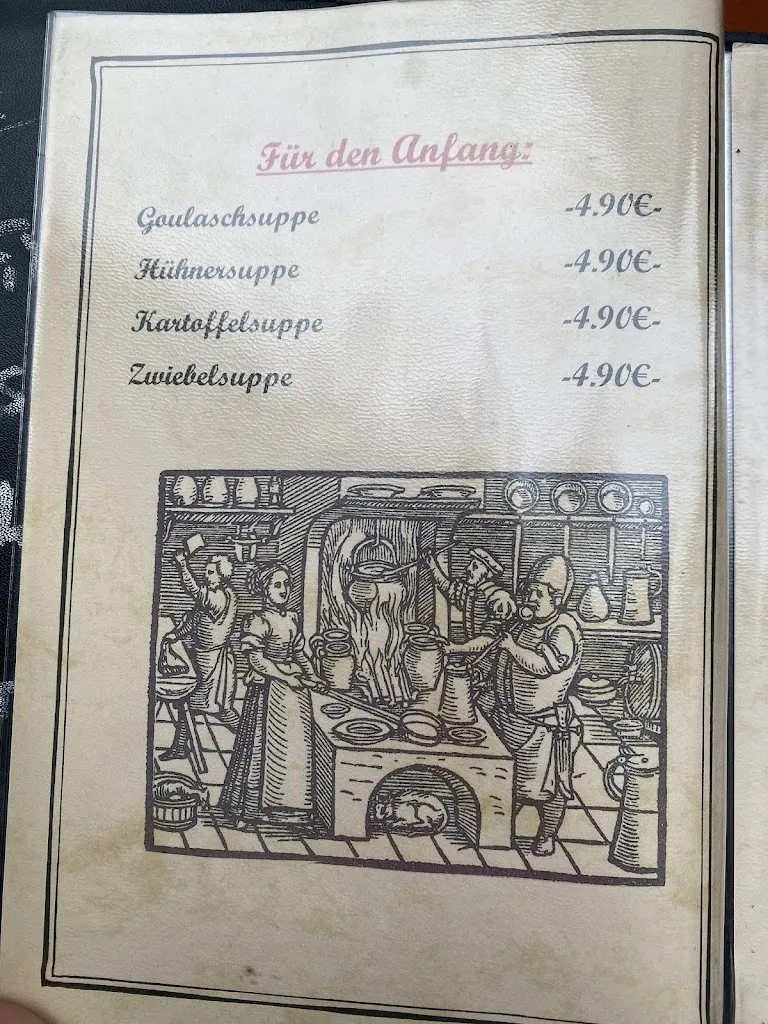 Für den Anfang:
Goulaschsuppe -4.90€-
Hühnersuppe -4.90€-
Kartoffelsuppe -4.90€-
Zwiebelsuppe -4.90€-